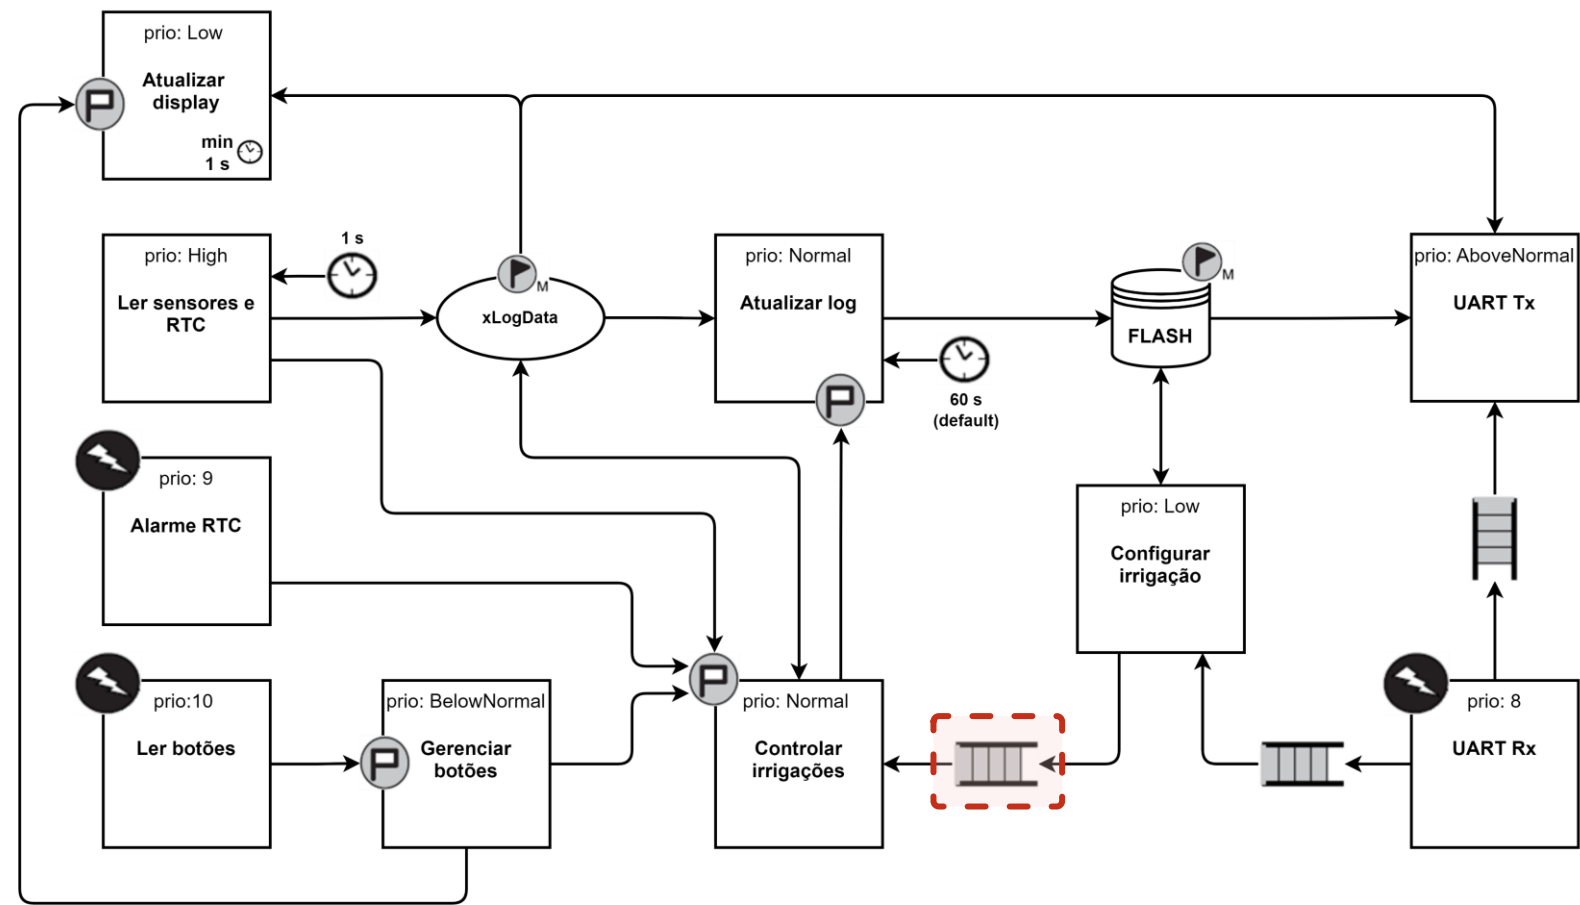 prio: Low
Atualizar
display
min
1 s
prio: High
Ler sensores e
RTC
1 s
M
xLogData
prio: Normal
Atualizar log
60 s
(default)
M
FLASH
prio: AboveNormal
UART Tx
prio: 9
Alarme RTC
prio: Low
Configurar
irrigação
prio:10
Ler botões
prio: BelowNormal
Gerenciar
botões
prio: Normal
Controlar
irrigações
prio: 8
UART Rx